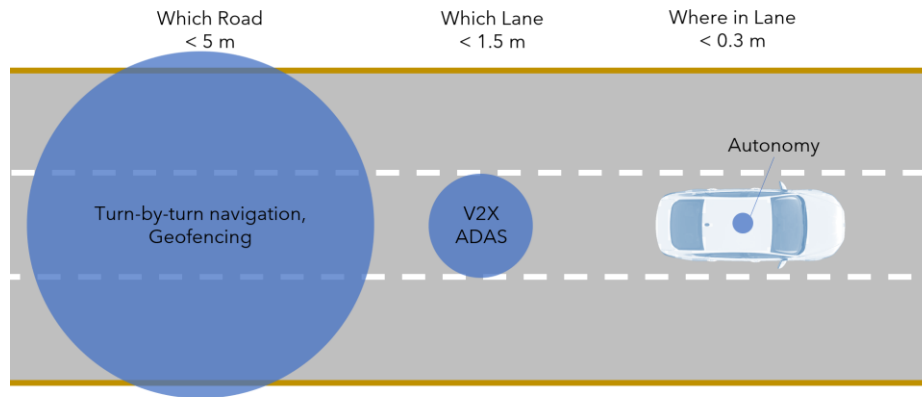 Which Road
< 5 m
Which Lane
< 1.5 m
Where in Lane
< 0.3 m
Autonomy
Turn-by-turn navigation,
Geofencing
V2X
ADAS